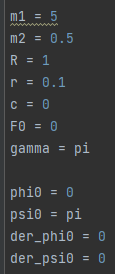 m1 = 5
m2 = 0.5
R = 1
r = 0.1
c = 0
F0 = 0
gamma = pi

phi0 = 0
psi0 = pi
der_phi0 = 0
der_psi0 = 0